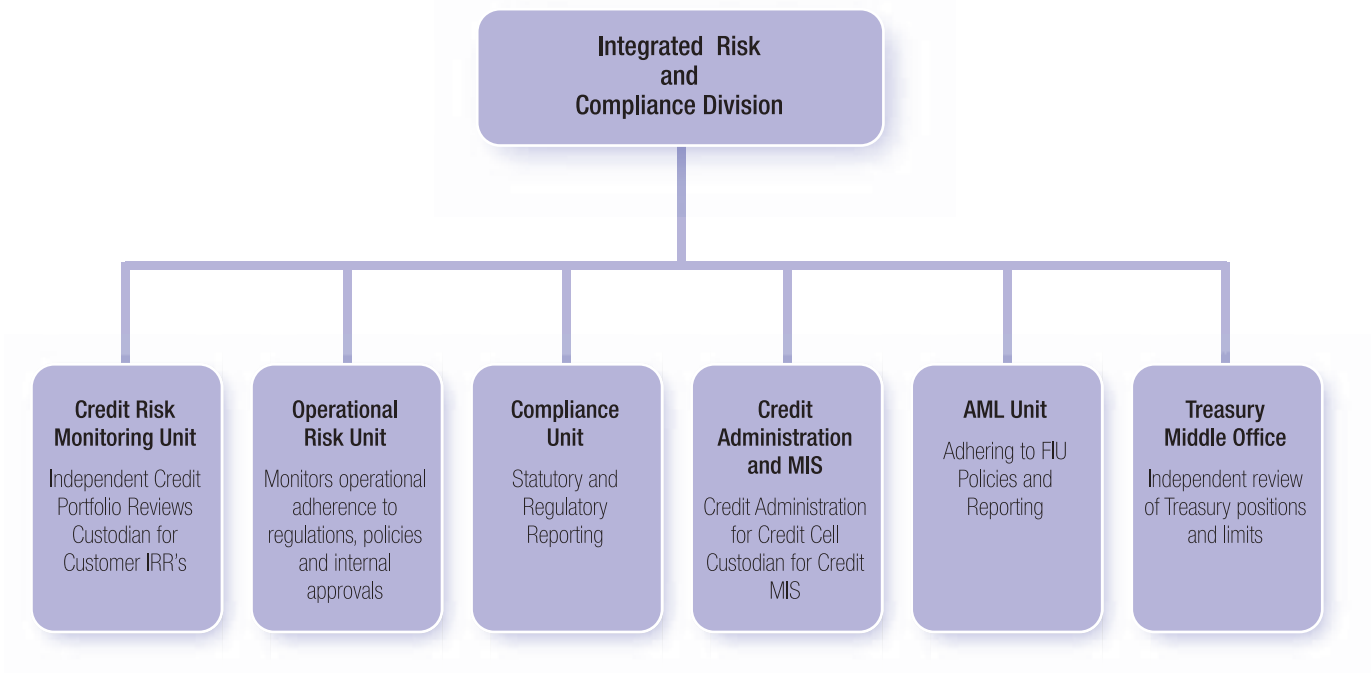 Integrated Risk
and
Compliance Division
Credit Risk
Monitoring Unit
Independent Credit
Portfolio Reviews
Custodian for
Customer IRR's
Operational
Risk Unit
Monitors operational
adherence to
regulations, policies
and internal
approvals
Compliance
Unit
Statutory and
Regulatory
Reporting
Credit
Administration
and MIS
Credit Administration
for Credit Cell
Custodian for Credit
MIS
AML Unit
Adhering to FIU
Policies and
Reporting
Treasury
Middle Office
Independent review
of Treasury positions
and limits